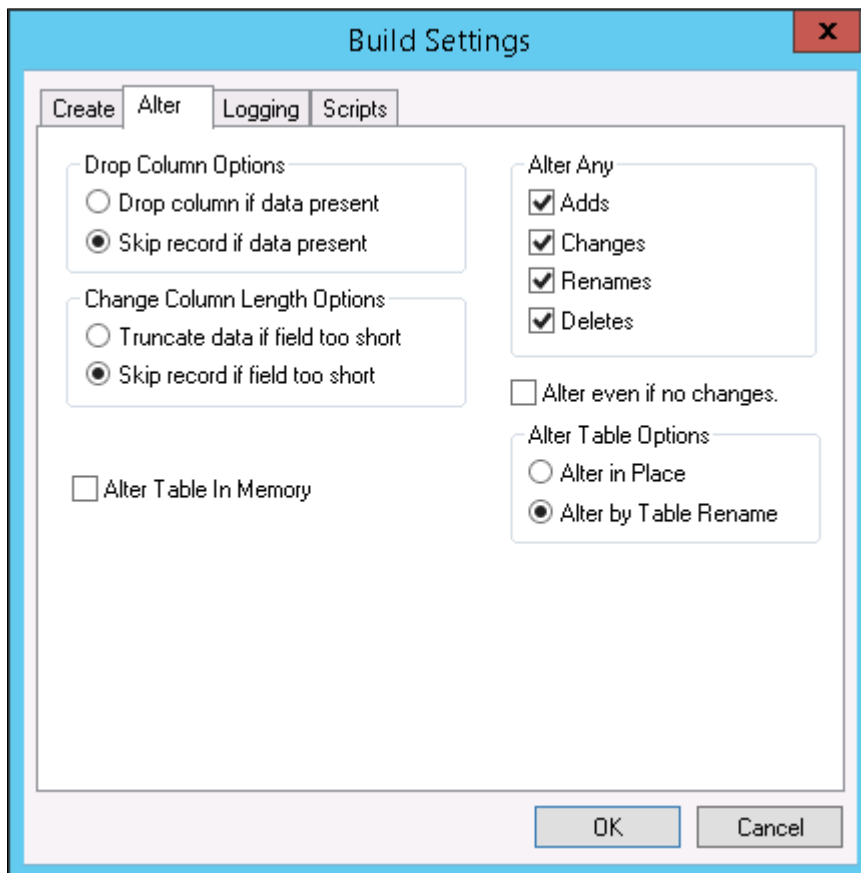 Build Settings
x
Create Alter Logging Scripts
Drop Column Options
Drop column if data present
Skip record if data present
Change Column Length Options
Truncate data if field too short
Skip record if field too short
Alter Table In Memory
Alter Any
Adds
Changes
Renames
Deletes
Alter even if no changes.
Alter Table Options
Alter in Place
Alter by Table Rename
OK Cancel